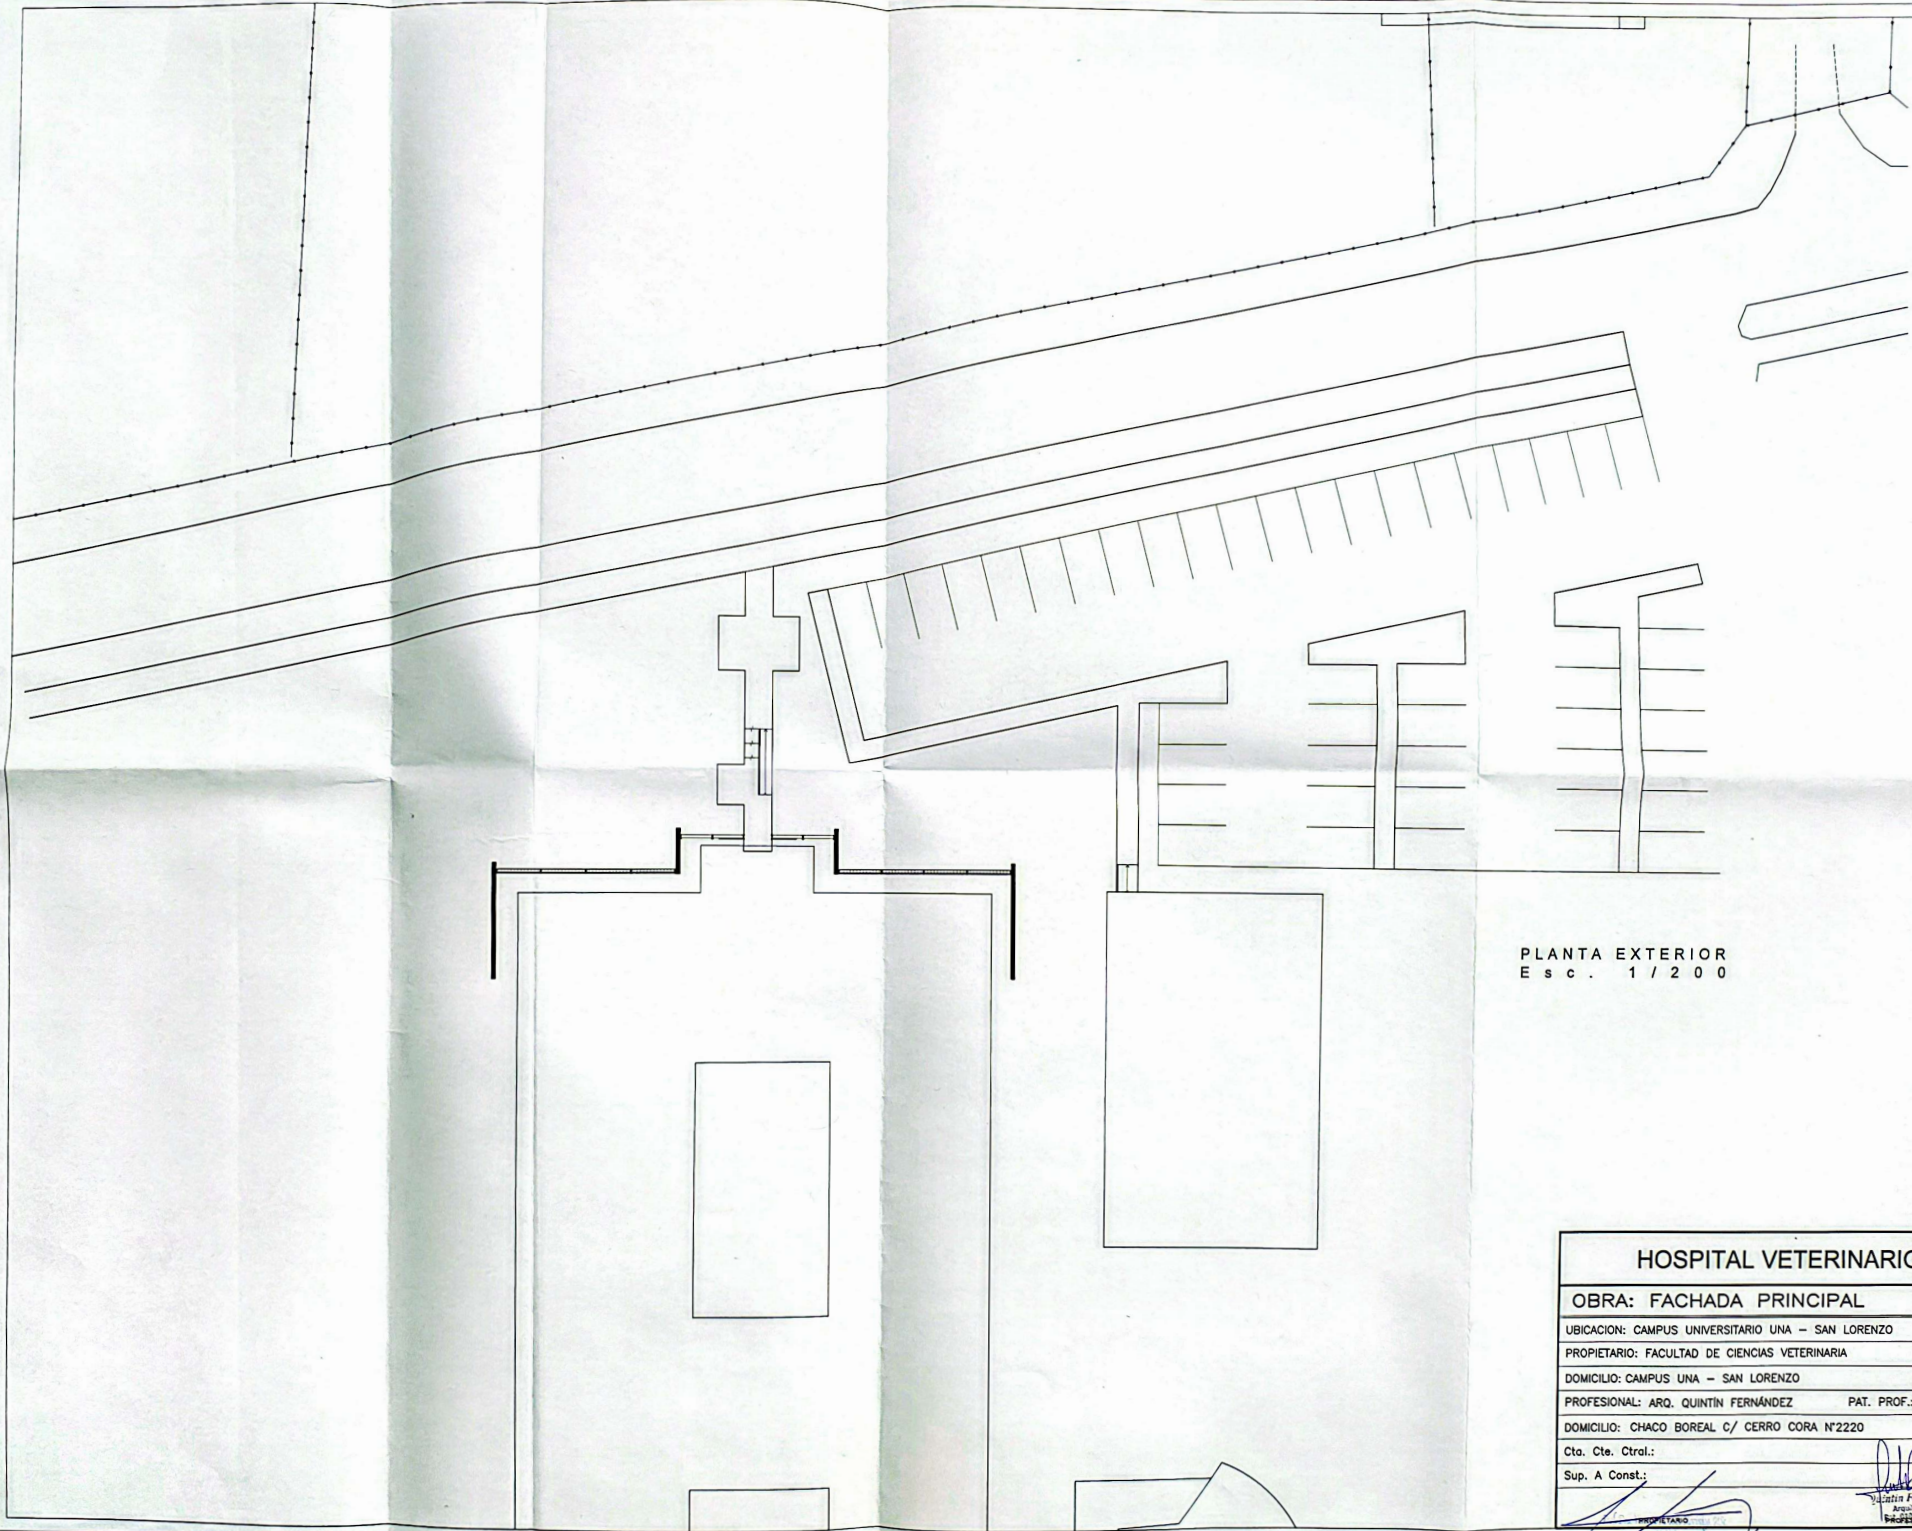 PLANTA EXTERIOR
Esc. 1/200
HOSPITAL VETERINARIO
OBRA: FACHADA PRINCIPAL
UBICACION: CAMPUS UNIVERSITARIO UNA – SAN LORENZO
PROPIETARIO: FACULTAD DE CIENCIAS VETERINARIA
DOMICILIO: CAMPUS UNA – SAN LORENZO
PROFESIONAL: ARQ. QUINTÍN FERNÁNDEZ PAT. PROF.:
DOMICILIO: CHACO BOREAL C/ CERRO CORA N°2220
Cta. Cte. Ctral.:
Sup. A Const.:
PROPIETARIO